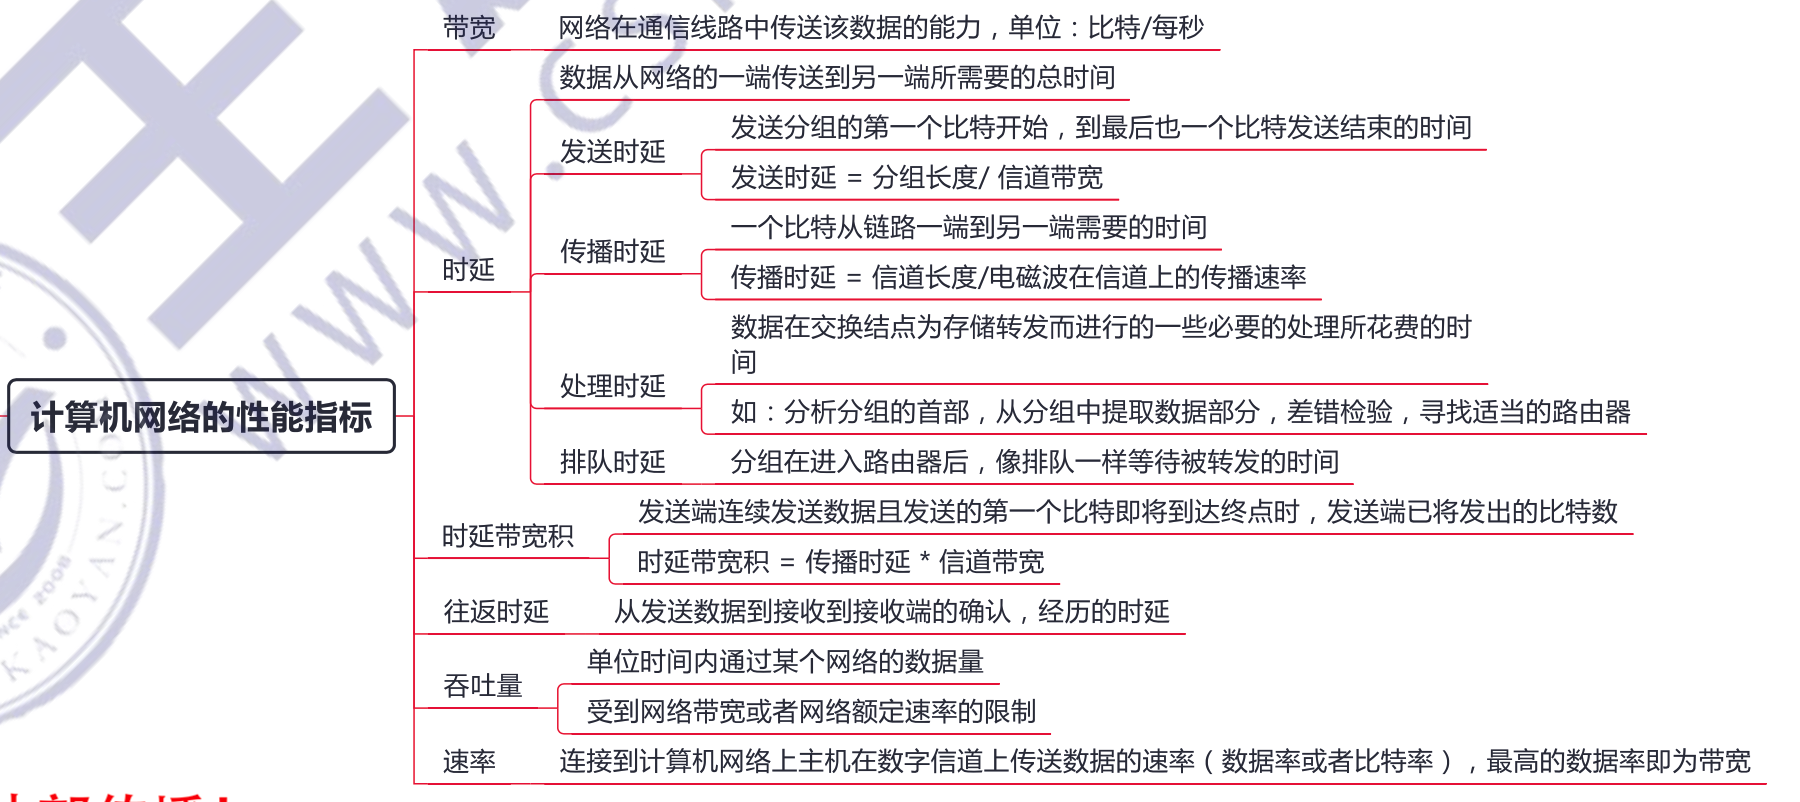 带宽
网络在通信线路中传送该数据的能力，单位：比特/每秒
数据从网络的一端传送到另一端所需要的总时间
发送时延
发送分组的第一个比特开始，到最后也一个比特发送结束的时间
发送时延 = 分组长度/ 信道带宽
传播时延
一个比特从链路一端到另一端需要的时间
传播时延 = 信道长度/电磁波在信道上的传播速率
时延
处理时延
数据在交换结点为存储转发而进行的一些必要的处理所花费的时
间
如：分析分组的首部，从分组中提取数据部分，差错检验，寻找适当的路由器
排队时延
分组在进入路由器后，像排队一样等待被转发的时间
计算机网络的性能指标
时延带宽积
发送端连续发送数据且发送的第一个比特即将到达终点时，发送端已将发出的比特数
时延带宽积 = 传播时延 * 信道带宽
往返时延
从发送数据到接收到接收端的确认，经历的时延
吞吐量
单位时间内通过某个网络的数据量
受到网络带宽或者网络额定速率的限制
速率
连接到计算机网络上主机在数字信道上传送数据的速率（数据率或者比特率），最高的数据率即为带宽
王
WWW.CS
KAOYAN.COM
NCE 2008